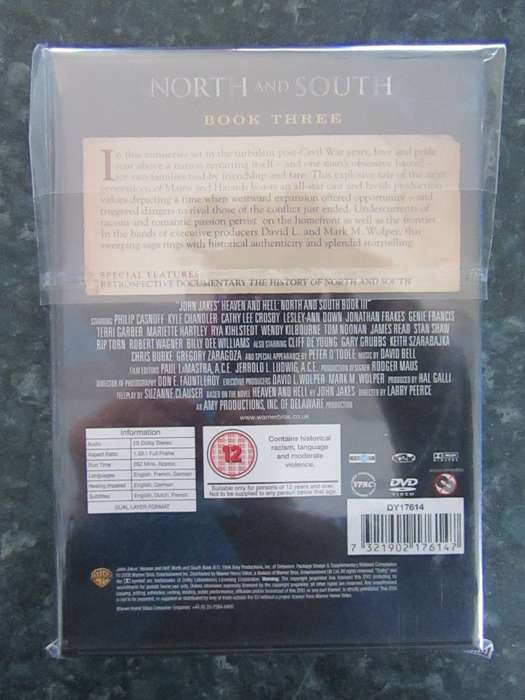 NORTH AND SOUTH
BOOK THREE
In this miniseries set in the turbulent post-Civil War years, love and pride
soar above a nation reuniting itself – and one man's obsessive hatred –
for two families tied by friendship and fate. This explosive tale of the next
generation of Mains and Hazards boasts an all-star cast and lavish production
values depicting a time when westward expansion offered opportunity – and
triggered dangers to rival those of the conflict just ended. Undercurrents of
racism and romantic passion persist on the homefront as well as the frontier.
In the hands of executive producers David L. and Mark M. Wolper, this
sweeping saga rings with historical authenticity and splendid storytelling.
SPECIAL FEATURES
RETROSPECTIVE DOCUMENTARY THE HISTORY OF NORTH AND SOUTH
"JOHN JAKES' HEAVEN AND HELL: NORTH AND SOUTH BOOK III"
STARRING PHILIP CASNOFF KYLE CHANDLER CATHY LEE CROSBY LESLEY-ANN DOWN JONATHAN FRAKES GENIE FRANCIS
TERRI GARBER MARIETTE HARTLEY RYA KIHLSTEDT WENDY KILBOURNE TOM NOONAN JAMES READ STAN SHAW
RIP TORN ROBERT WAGNER BILLY DEE WILLIAMS ALSO STARRING CLIFF DE YOUNG GARY GRUBBS KEITH SZARABAJKA
CHRIS BURKE GREGORY ZARAGOZA AND SPECIAL APPEARANCE BY PETER O'TOOLE MUSIC BY DAVID BELL
FILM EDITORS PAUL LAMASTRA, A.C.E. JERROLD L. LUDWIG, A.C.E. PRODUCTION DESIGNER RODGER MAUS
DIRECTOR OF PHOTOGRAPHY DON E. FAUNTLEROY EXECUTIVE PRODUCERS DAVID L. WOLPER MARK M. WOLPER PRODUCED BY HAL GALLI
TELEPLAY BY SUZANNE CLAUSER BASED ON THE NOVEL HEAVEN AND HELL BY JOHN JAKES DIRECTED BY LARRY PEERCE
AN AMY PRODUCTIONS, INC. OF DELAWARE PRODUCTION
www.warnerbros.co.uk
Information
Audio
Aspect Ratio
Run Time
Languages English, French, German
Hearing Impaired English, German
Subtitles English, Dutch, French
DUAL LAYER FORMAT
12
Suitable only for persons of 12 years and over.
Not to be supplied to any person below that age.
Contains historical
racism, language
and moderate
violence.
VPRC
DVD
VIDEO
DY17614
7 321902 176147